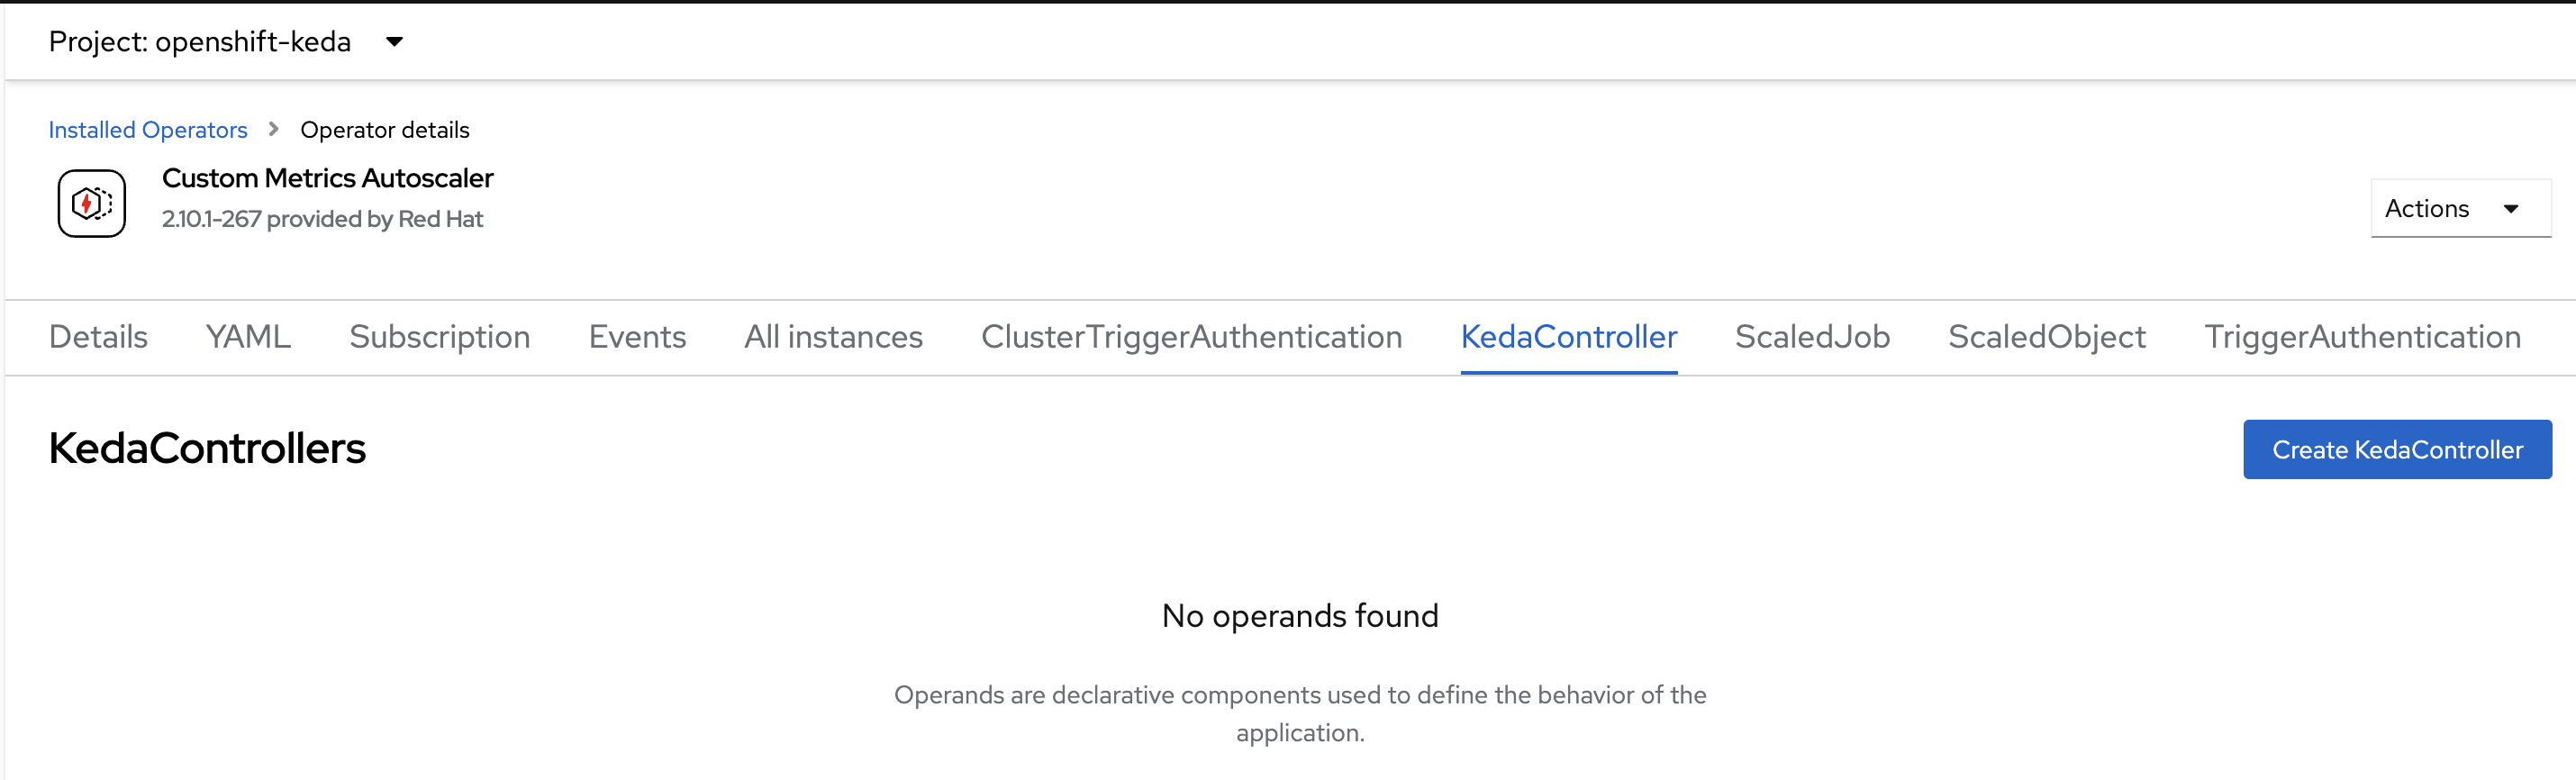 Project: openshift-keda
Installed Operators > Operator details
Custom Metrics Autoscaler
2.10.1-267 provided by Red Hat
Actions
Details YAML Subscription Events All instances ClusterTriggerAuthentication KedaController ScaledJob ScaledObject TriggerAuthentication
KedaControllers
Create KedaController
No operands found
Operands are declarative components used to define the behavior of the
application.